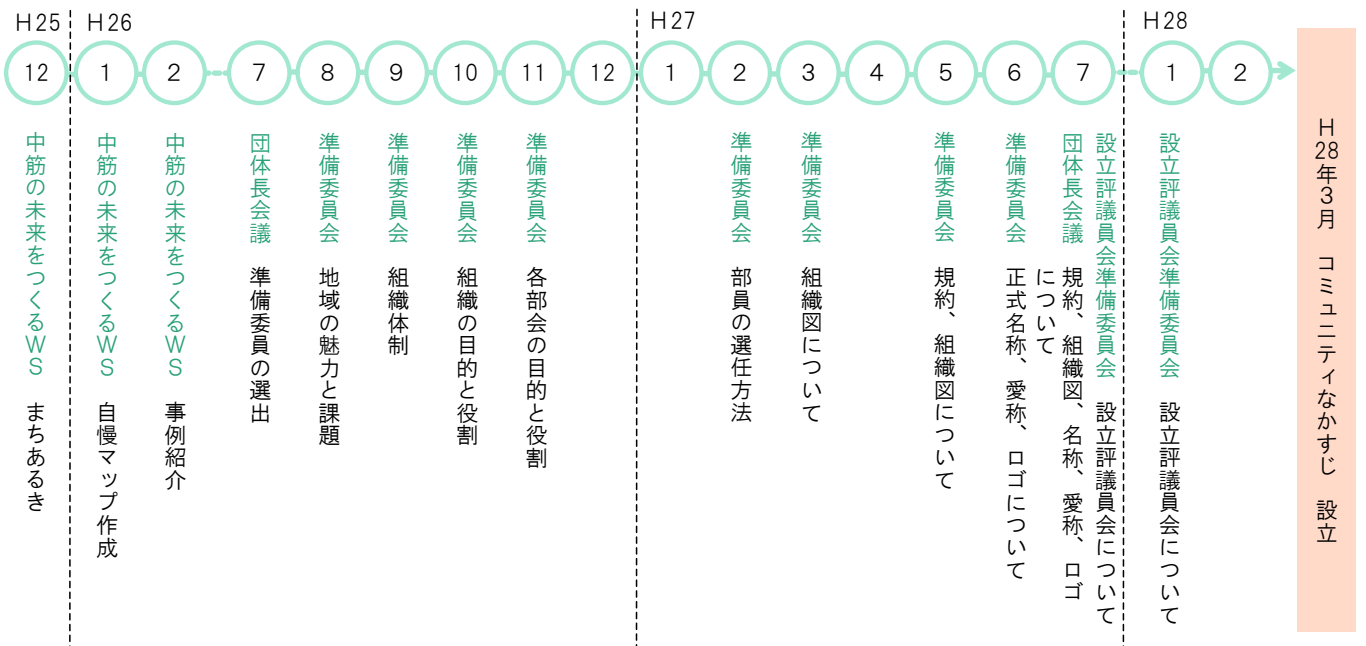 H25
H26
H27
H28
12
1
2
7
8
9
10
11
12
1
2
3
4
5
6
7
1
2
中筋の未来をつくるWS　まちあるき
中筋の未来をつくるWS　自慢マップ作成
中筋の未来をつくるWS　事例紹介
団体長会議　準備委員の選出
準備委員会　地域の魅力と課題
準備委員会　組織体制
準備委員会　組織の目的と役割
準備委員会　各部会の目的と役割
準備委員会　部員の選任方法
準備委員会　組織図について
準備委員会　規約、組織図について
準備委員会　正式名称、愛称、ロゴについて
団体長会議　規約、組織図、名称、愛称、ロゴ
について
設立評議員会準備委員会　設立評議員会について
設立評議員会準備委員会　設立評議員会について
H28年3月　コミュニティなかすじ　設立